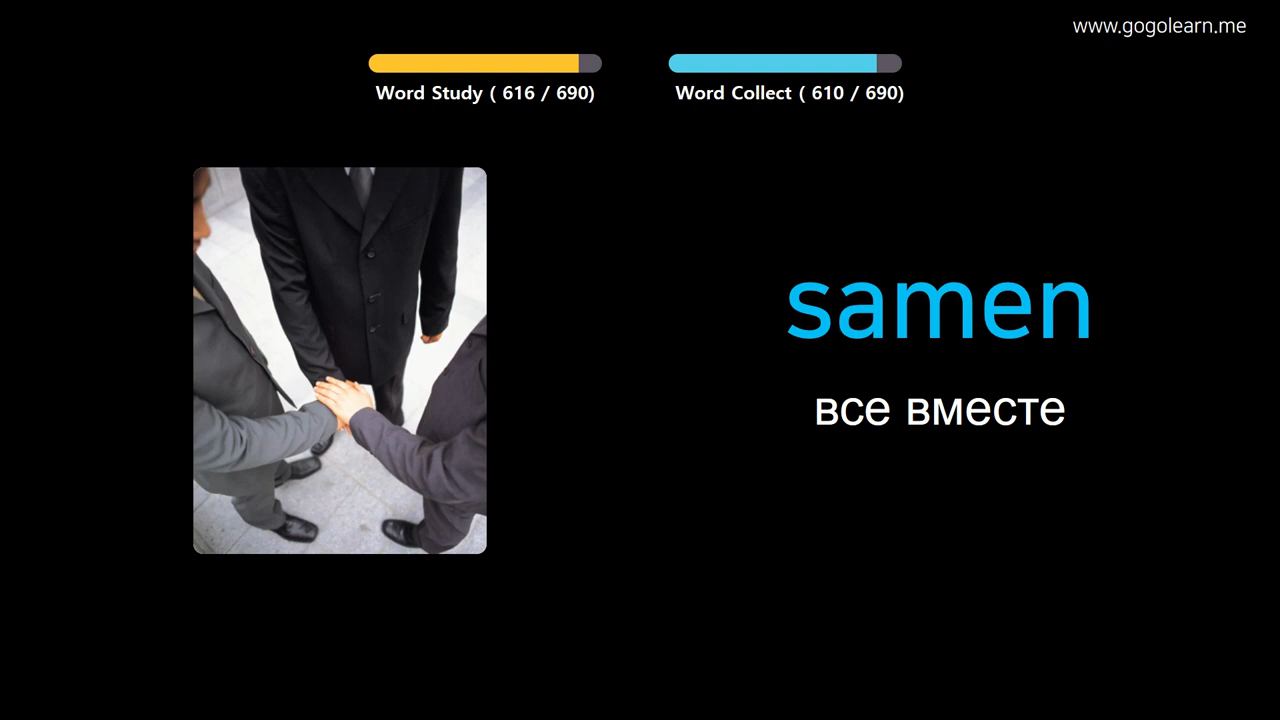 www.gogolearn.me
Word Study ( 616 / 690)
Word Collect ( 610 / 690)
samen
все вместе